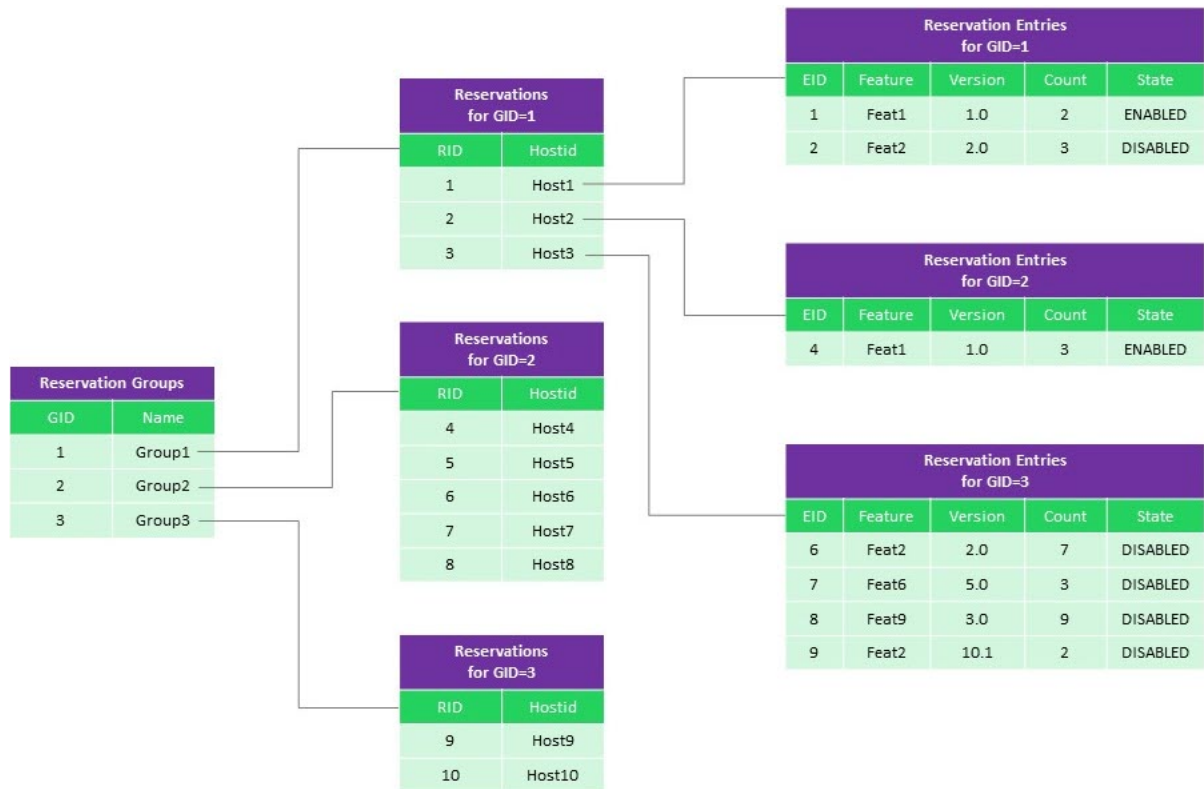 Reservation Groups
GID Name
1 Group1
2 Group2
3 Group3
Reservations
for GID=1
RID Hostid
1 Host1
2 Host2
3 Host3
Reservations
for GID=2
RID Hostid
4 Host4
5 Host5
6 Host6
7 Host7
8 Host8
Reservations
for GID=3
RID Hostid
9 Host9
10 Host10
Reservation Entries
for GID=1
EID Feature Version Count State
1 Feat1 1.0 2 ENABLED
2 Feat2 2.0 3 DISABLED
Reservation Entries
for GID=2
EID Feature Version Count State
4 Feat1 1.0 3 ENABLED
Reservation Entries
for GID=3
EID Feature Version Count State
6 Feat2 2.0 7 DISABLED
7 Feat6 5.0 3 DISABLED
8 Feat9 3.0 9 DISABLED
9 Feat2 10.1 2 DISABLED